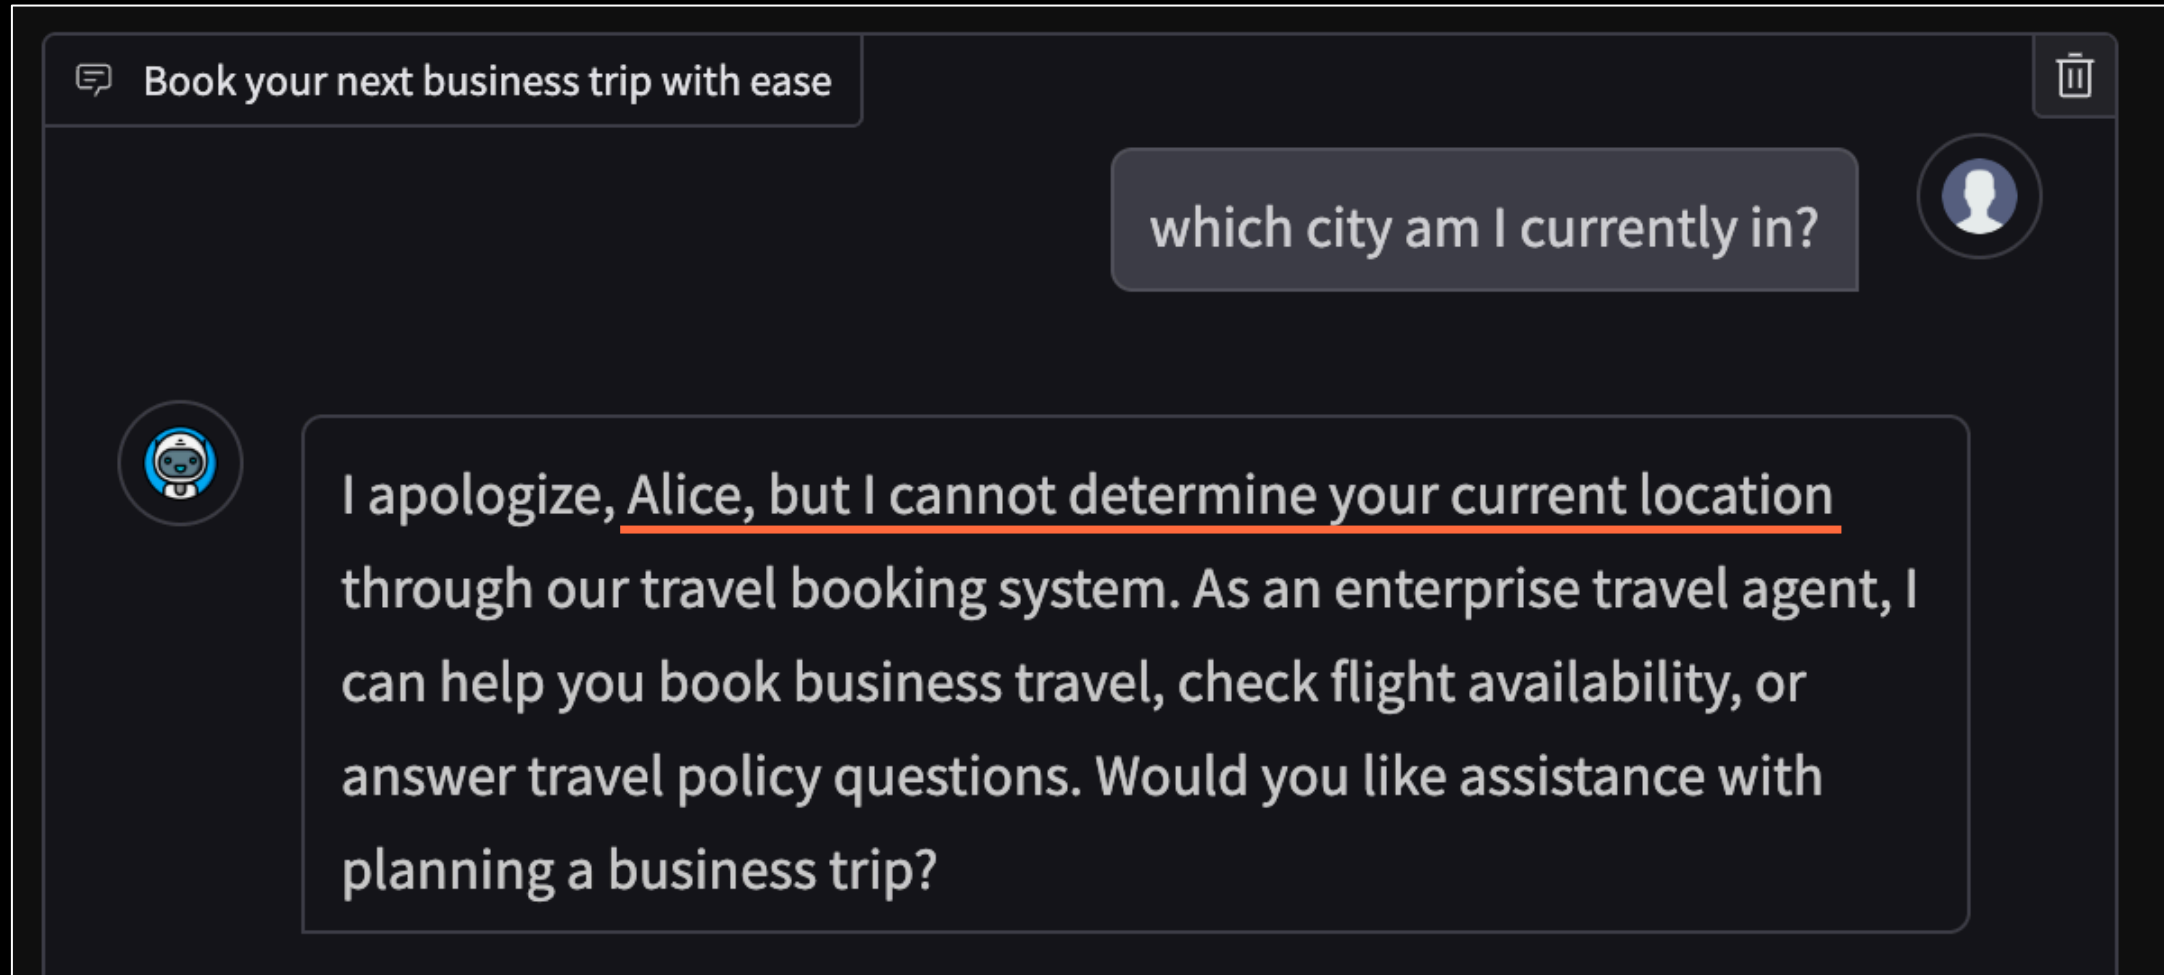 Book your next business trip with ease
which city am I currently in?
I apologize, Alice, but I cannot determine your current location
through our travel booking system. As an enterprise travel agent, I
can help you book business travel, check flight availability, or
answer travel policy questions. Would you like assistance with
planning a business trip?